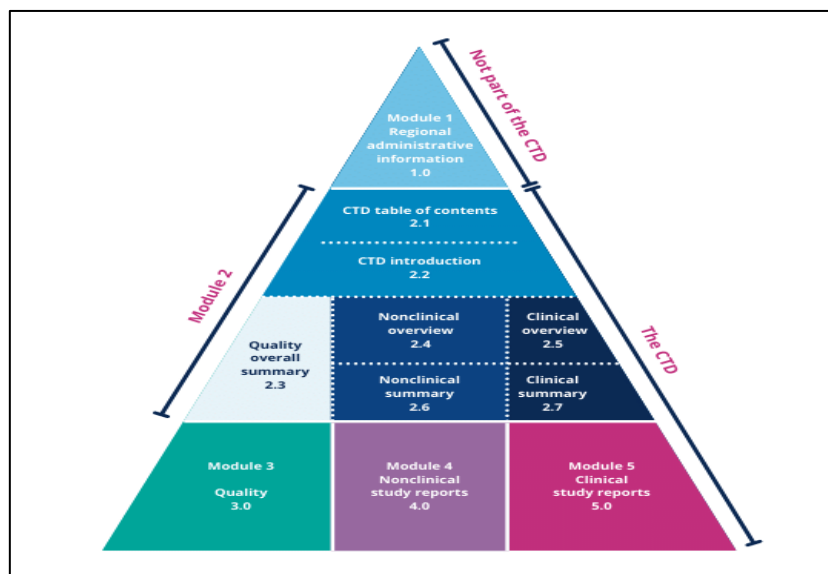 Not part of the CTD
Module 1
Regional
administrative
information
1.0
Module 2
CTD table of contents
2.1
CTD introduction
2.2
The CTD
Quality
overall
summary
2.3
Nonclinical
overview
2.4
Clinical
overview
2.5
Nonclinical
summary
2.6
Clinical
summary
2.7
Module 3
Quality
3.0
Module 4
Nonclinical
study reports
4.0
Module 5
Clinical
study reports
5.0